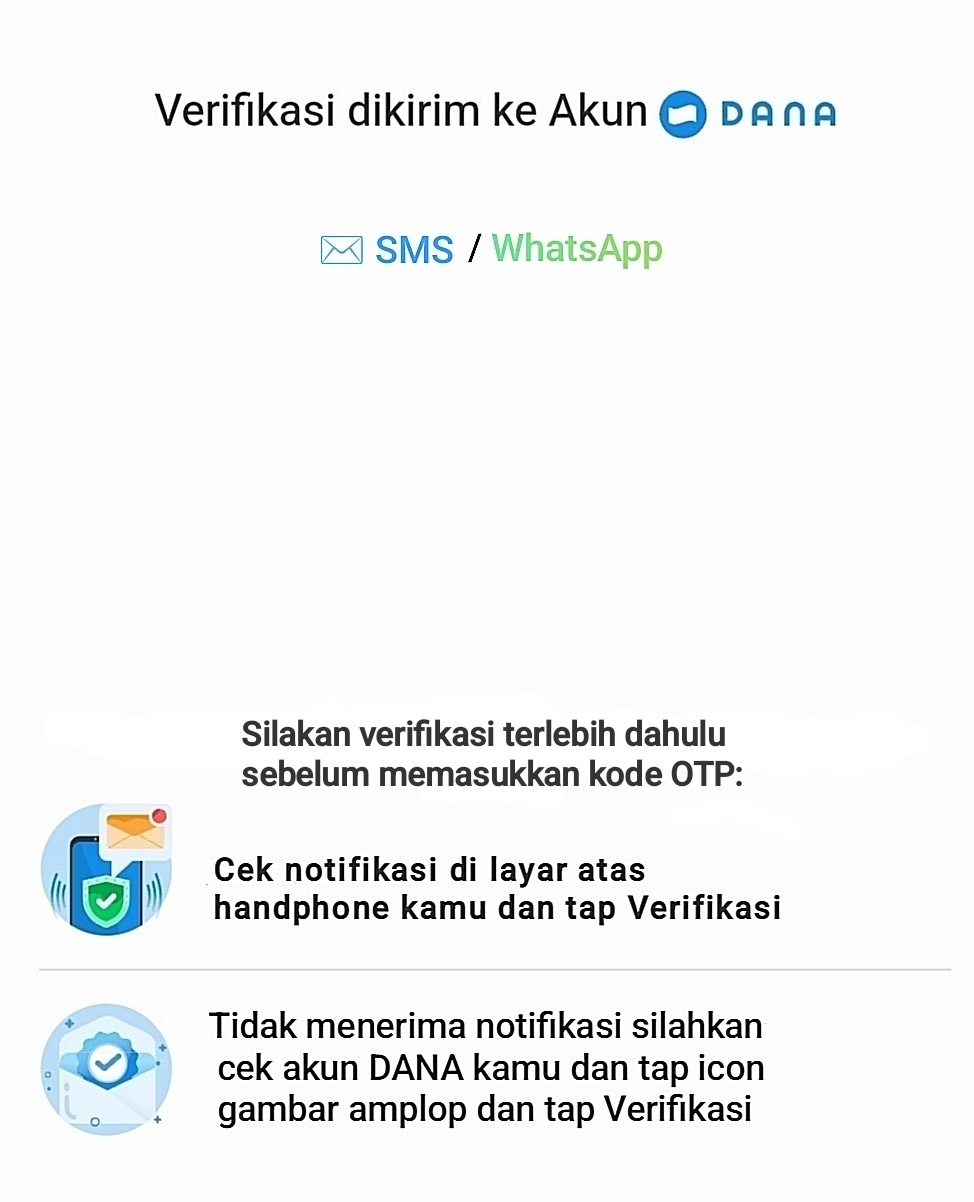 Verifikasi dikirim ke Akun DANA
SMS / WhatsApp
Silakan verifikasi terlebih dahulu
sebelum memasukkan kode OTP:
Cek notifikasi di layar atas
handphone kamu dan tap Verifikasi
Tidak menerima notifikasi silahkan
cek akun DANA kamu dan tap icon
gambar amplop dan tap Verifikasi